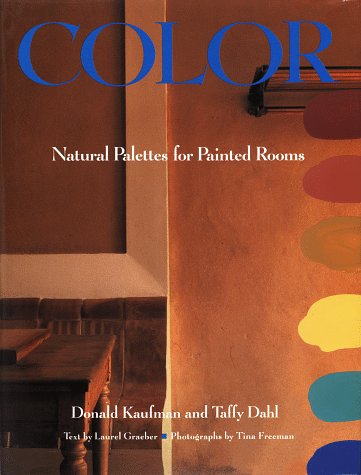 COLOR
Natural Palettes for Painted Rooms
Donald Kaufman and Taffy Dahl
Text by Laurel Graeber ■ Photographs by Tina Freeman